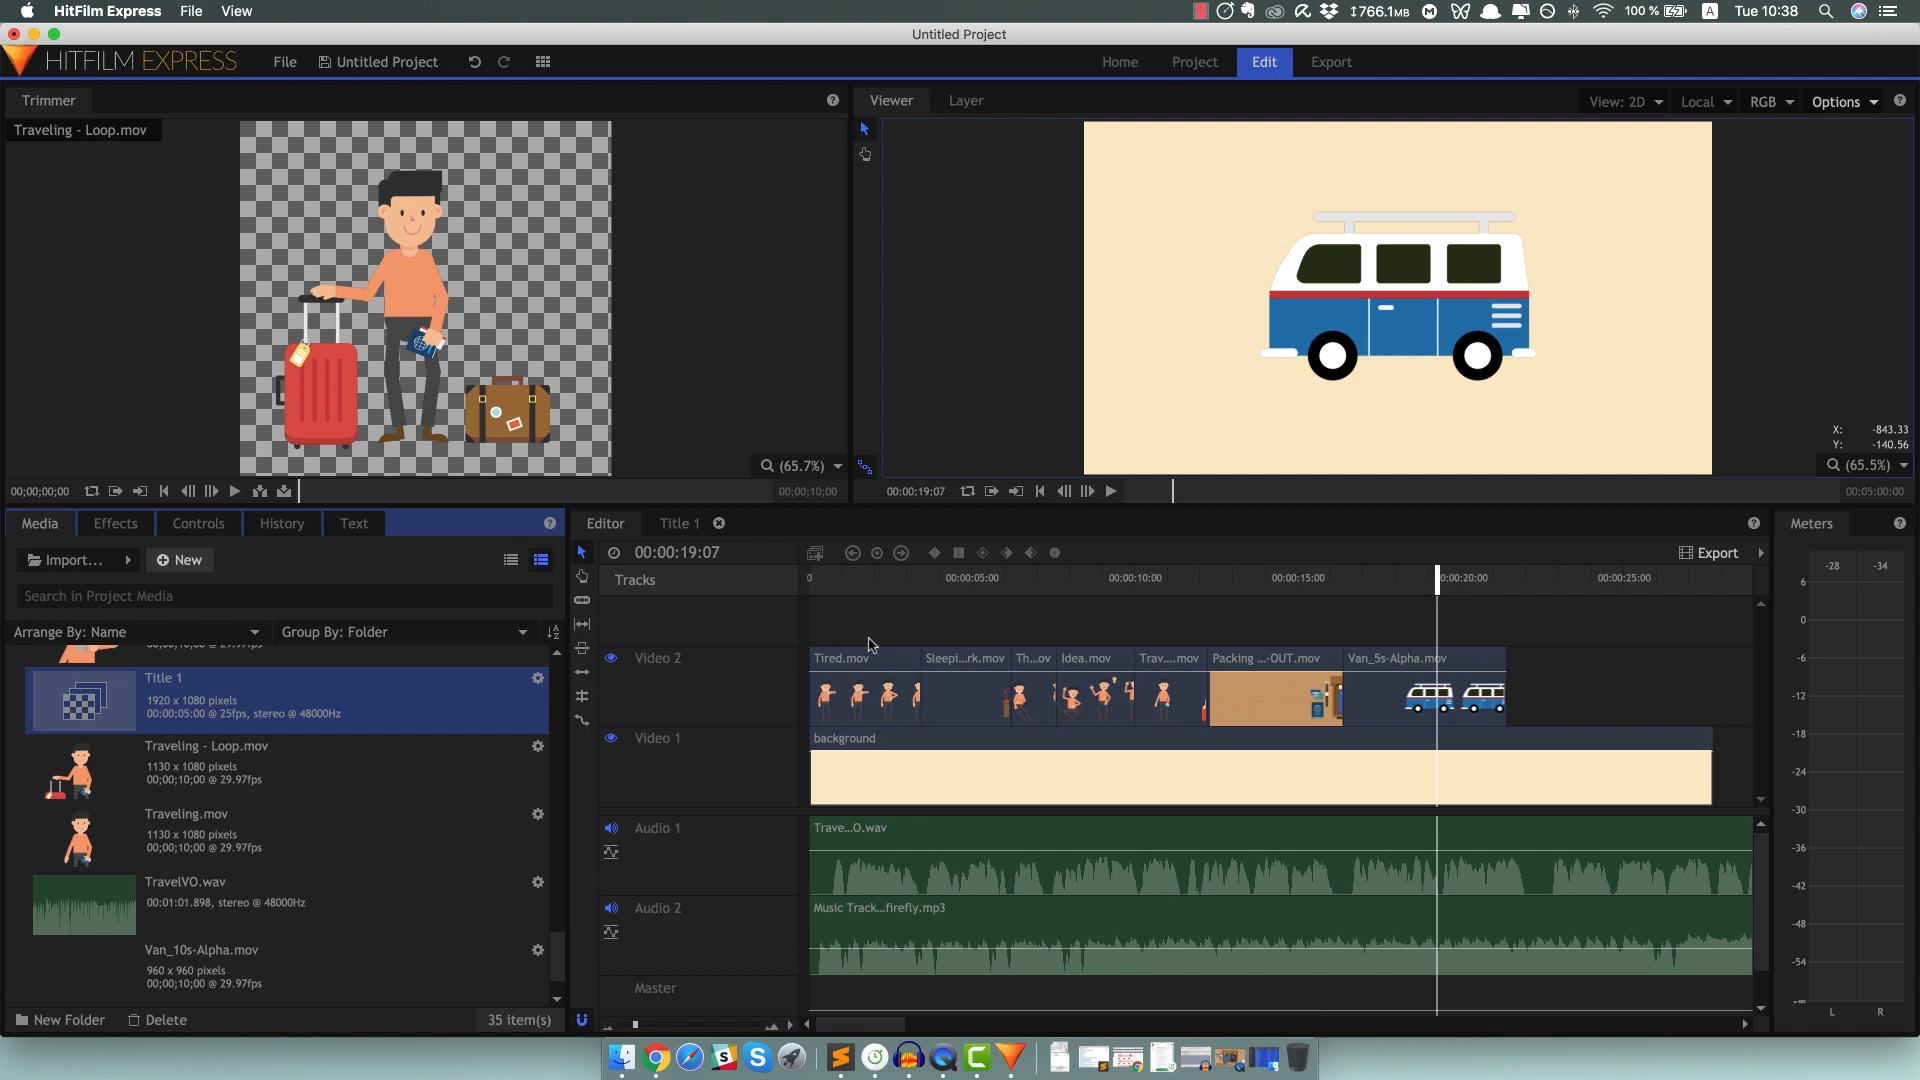 HitFilm Express File View
766.1MB 100 % A Tue 10:38
Untitled Project
HITFILM EXPRESS File Untitled Project Home Project Edit Export
Trimmer
Traveling - Loop.mov
(65.7%)
00;00;00;00 00;00;10;00
Viewer Layer View: 2D Local RGB Options
X: -843.33
Y: -140.56
(65.5%)
00:00:19:07 00:05:00:00
Media Effects Controls History Text
Import... New
Search in Project Media
Arrange By: Name Group By: Folder
Title 1
1920 x 1080 pixels
00:00:05:00 @ 25fps, stereo @ 48000Hz
Traveling - Loop.mov
1130 x 1080 pixels
00;00;10;00 @ 29.97fps
Traveling.mov
1130 x 1080 pixels
00;00;10;00 @ 29.97fps
TravelVO.wav
00:01:01.898, stereo @ 48000Hz
Van_10s-Alpha.mov
960 x 960 pixels
00;00;10;00 @ 29.97fps
New Folder Delete 35 item(s)
Editor Title 1
00:00:19:07 Export
Tracks 0 00:00:05:00 00:00:10:00 00:00:15:00 0:00:20:00 00:00:25:00
Video 2 Tired.mov Sleepi...rk.mov Th...ov Idea.mov Trav....mov Packing ...-OUT.mov Van_5s-Alpha.mov
Video 1 background
Audio 1 Trave...O.wav
Audio 2 Music Track...firefly.mp3
Master
Meters
-28 -34
6
0
-6
-12
-18
-24
-30
-36
-42
-48
-54
-∞
L R